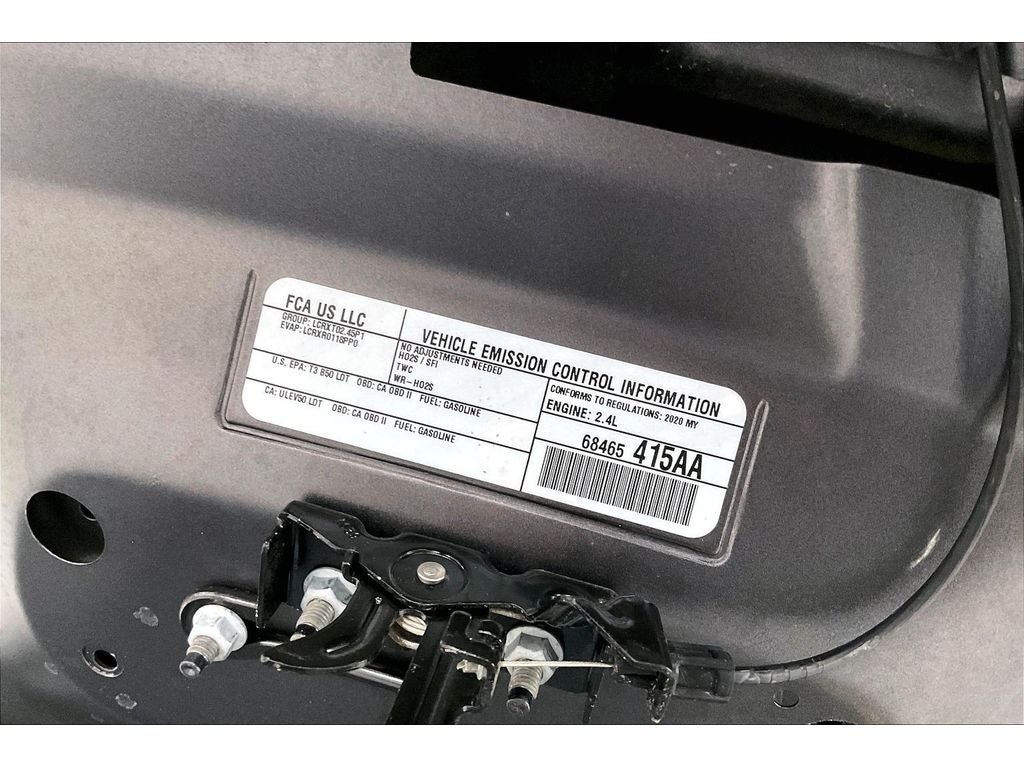 FCA US LLC
GROUP: LCRXT02.45P1
EVAP: LCRXR0118PP0
VEHICLE EMISSION CONTROL INFORMATION
NO ADJUSTMENTS NEEDED
HO2S / SFI
TWC
WR-HO2S
CONFORMS TO REGULATIONS: 2020 MY
U.S. EPA: T3 B50 LDT OBD: CA OBD II FUEL: GASOLINE
ENGINE: 2.4L
CA: ULEV50 LDT OBD: CA OBD II FUEL: GASOLINE
68465 415AA